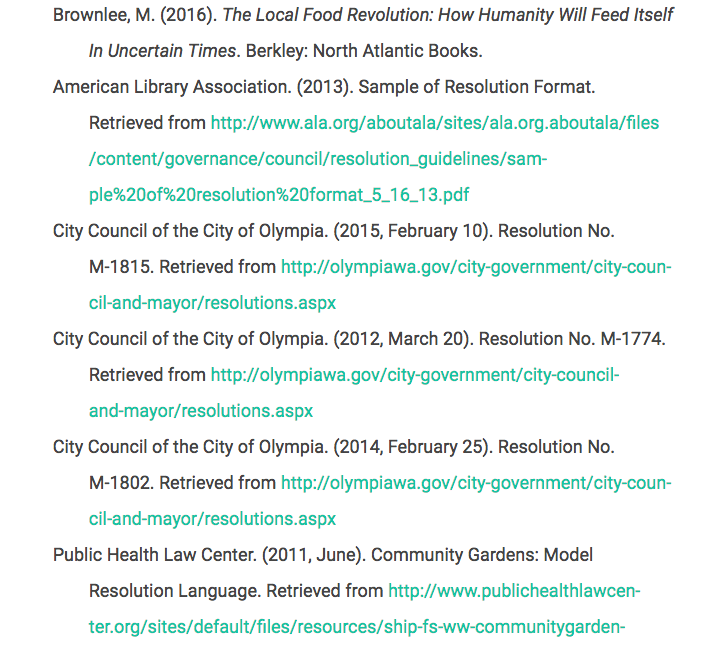 Brownlee, M. (2016). The Local Food Revolution: How Humanity Will Feed Itself
In Uncertain Times. Berkley: North Atlantic Books.
American Library Association. (2013). Sample of Resolution Format.
Retrieved from http://www.ala.org/aboutala/sites/ala.org.aboutala/files
/content/governance/council/resolution_guidelines/sam-
ple%20of%20resolution%20format_5_16_13.pdf
City Council of the City of Olympia. (2015, February 10). Resolution No.
M-1815. Retrieved from http://olympiawa.gov/city-government/city-coun-
cil-and-mayor/resolutions.aspx
City Council of the City of Olympia. (2012, March 20). Resolution No. M-1774.
Retrieved from http://olympiawa.gov/city-government/city-council-
and-mayor/resolutions.aspx
City Council of the City of Olympia. (2014, February 25). Resolution No.
M-1802. Retrieved from http://olympiawa.gov/city-government/city-coun-
cil-and-mayor/resolutions.aspx
Public Health Law Center. (2011, June). Community Gardens: Model
Resolution Language. Retrieved from http://www.publichealthlawcen-
ter.org/sites/default/files/resources/ship-fs-ww-communitygarden-